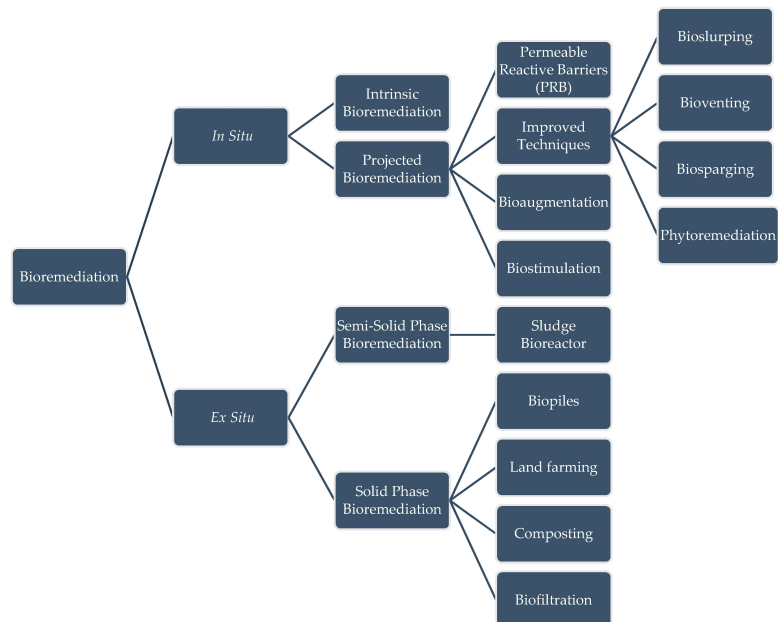 Bioremediation
In Situ
Intrinsic
Bioremediation
Projected
Bioremediation
Permeable
Reactive Barriers
(PRB)
Improved
Techniques
Bioslurping
Bioventing
Biosparging
Phytoremediation
Bioaugmentation
Biostimulation
Ex Situ
Semi-Solid Phase
Bioremediation
Sludge
Bioreactor
Solid Phase
Bioremediation
Biopiles
Land farming
Composting
Biofiltration